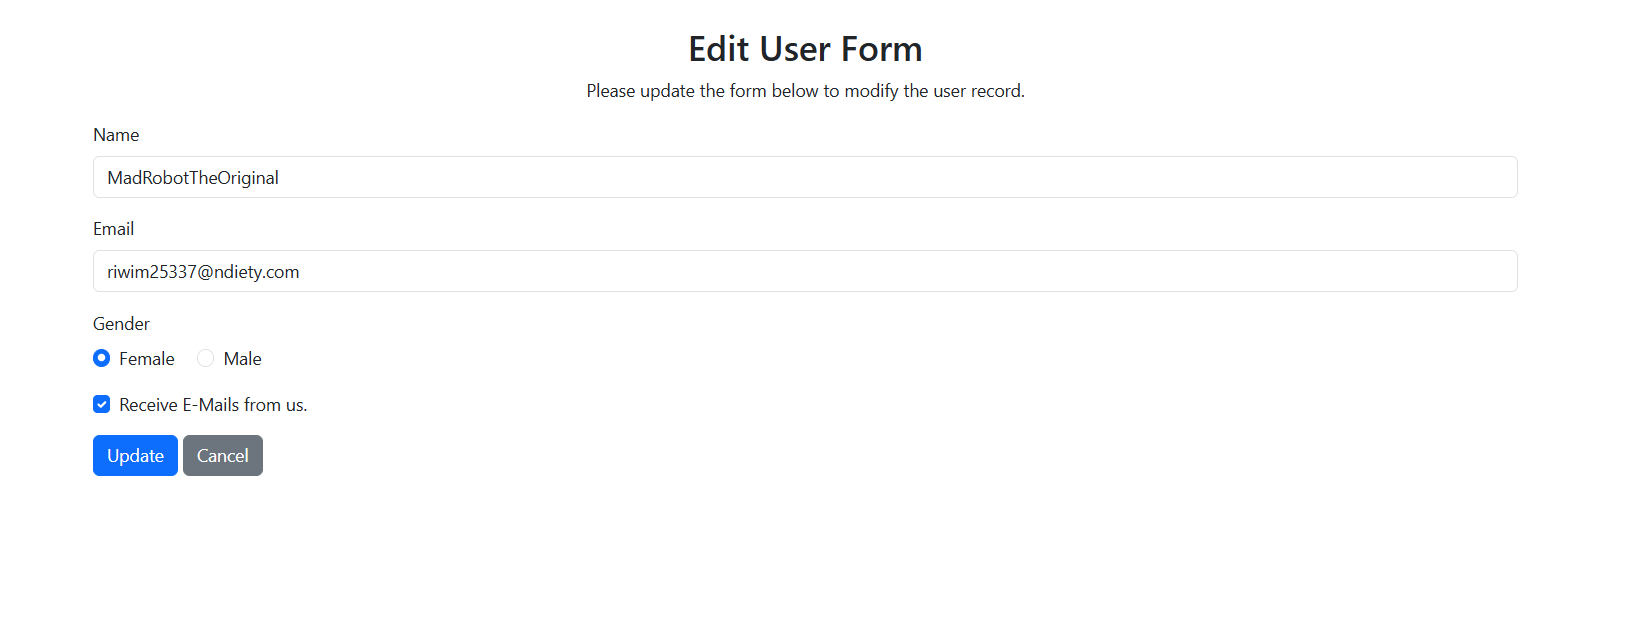 Edit User Form
Please update the form below to modify the user record.
Name
MadRobotTheOriginal
Email
riwim25337@ndiety.com
Gender
Female Male
Receive E-Mails from us.
Update Cancel